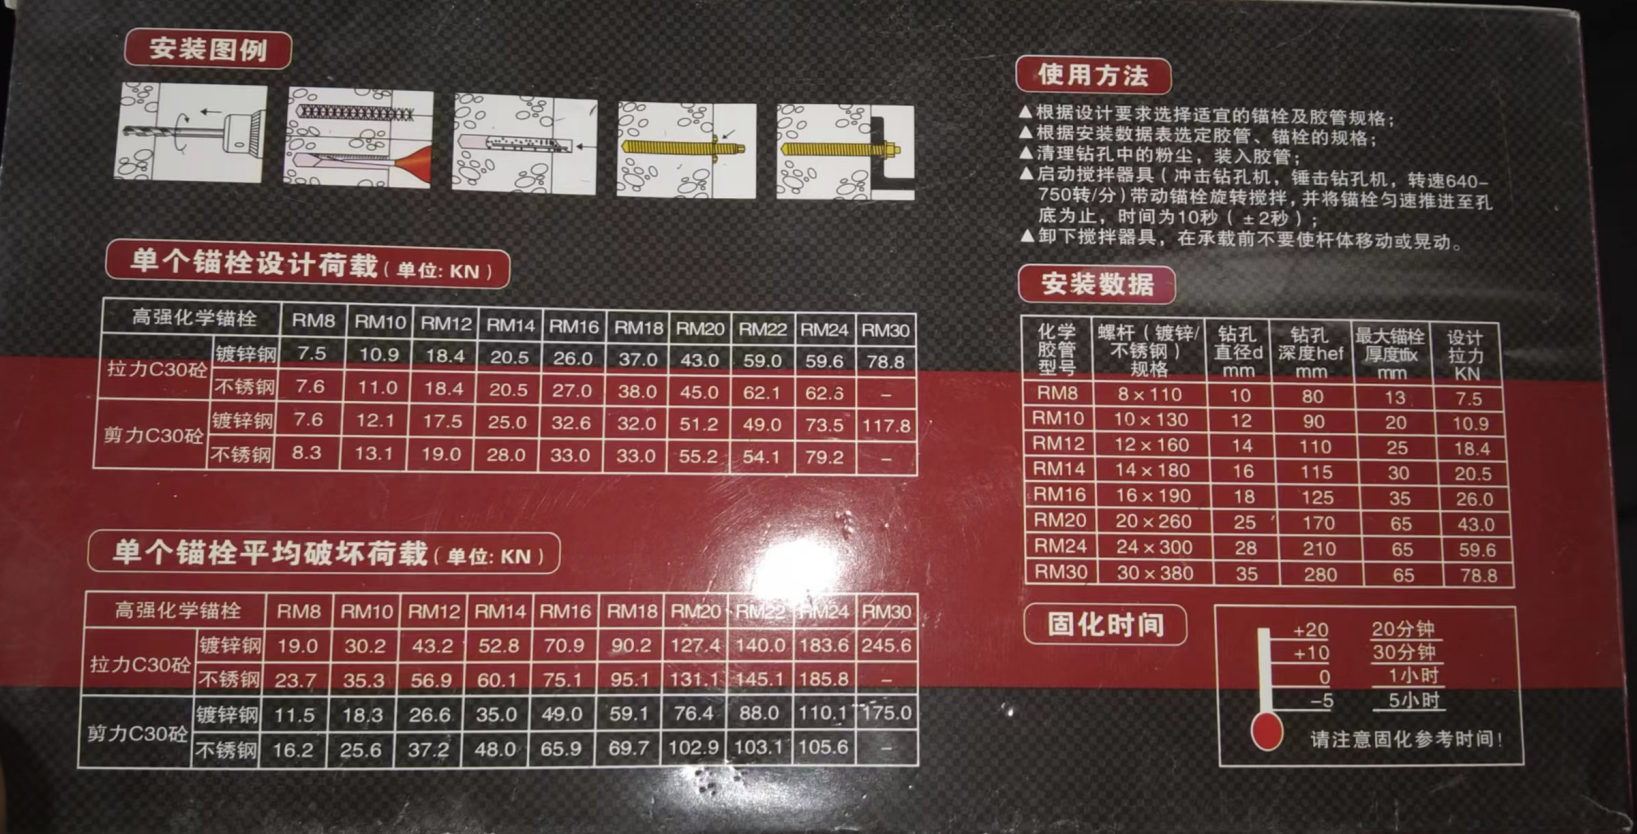 安装图例
单个锚栓设计荷载(单位: KN)
高强化学锚栓 RM8 RM10 RM12 RM14 RM16 RM18 RM20 RM22 RM24 RM30
拉力C30砼 镀锌钢 7.5 10.9 18.4 20.5 26.0 37.0 43.0 59.0 59.6 78.8
不锈钢 7.6 11.0 18.4 20.5 27.0 38.0 45.0 62.1 62.3 –
剪力C30砼 镀锌钢 7.6 12.1 17.5 25.0 32.6 32.0 51.2 49.0 73.5 117.8
不锈钢 8.3 13.1 19.0 28.0 33.0 33.0 55.2 54.1 79.2 –
单个锚栓平均破坏荷载(单位: KN)
高强化学锚栓 RM8 RM10 RM12 RM14 RM16 RM18 RM20 RM22 RM24 RM30
拉力C30砼 镀锌钢 19.0 30.2 43.2 52.8 70.9 90.2 127.4 140.0 183.6 245.6
不锈钢 23.7 35.3 56.9 60.1 75.1 95.1 131.1 145.1 185.8 –
剪力C30砼 镀锌钢 11.5 18.3 26.6 35.0 49.0 59.1 76.4 88.0 110.1 175.0
不锈钢 16.2 25.6 37.2 48.0 65.9 69.7 102.9 103.1 105.6 –
使用方法
▲根据设计要求选择适宜的锚栓及胶管规格;
▲根据安装数据表选定胶管、锚栓的规格;
▲清理钻孔中的粉尘，装入胶管;
▲启动搅拌器具(冲击钻孔机，锤击钻孔机，转速640–
750转/分)带动锚栓旋转搅拌,并将锚栓匀速推进至孔
底为止，时间为10秒(±2秒);
▲卸下搅拌器具，在承载前不要使杆体移动或晃动。
安装数据
化学 螺杆(镀锌/ 钻孔 钻孔 最大锚栓 设计
胶管 不锈钢) 直径d 深度hef 厚度tfix 拉力
型号 规格 mm mm mm KN
RM8 8×110 10 80 13 7.5
RM10 10×130 12 90 20 10.9
RM12 12×160 14 110 25 18.4
RM14 14×180 16 115 30 20.5
RM16 16×190 18 125 35 26.0
RM20 20×260 25 170 65 43.0
RM24 24×300 28 210 65 59.6
RM30 30×380 35 280 65 78.8
固化时间
+20 20分钟
+10 30分钟
0 1小时
–5 5小时
请注意固化参考时间!